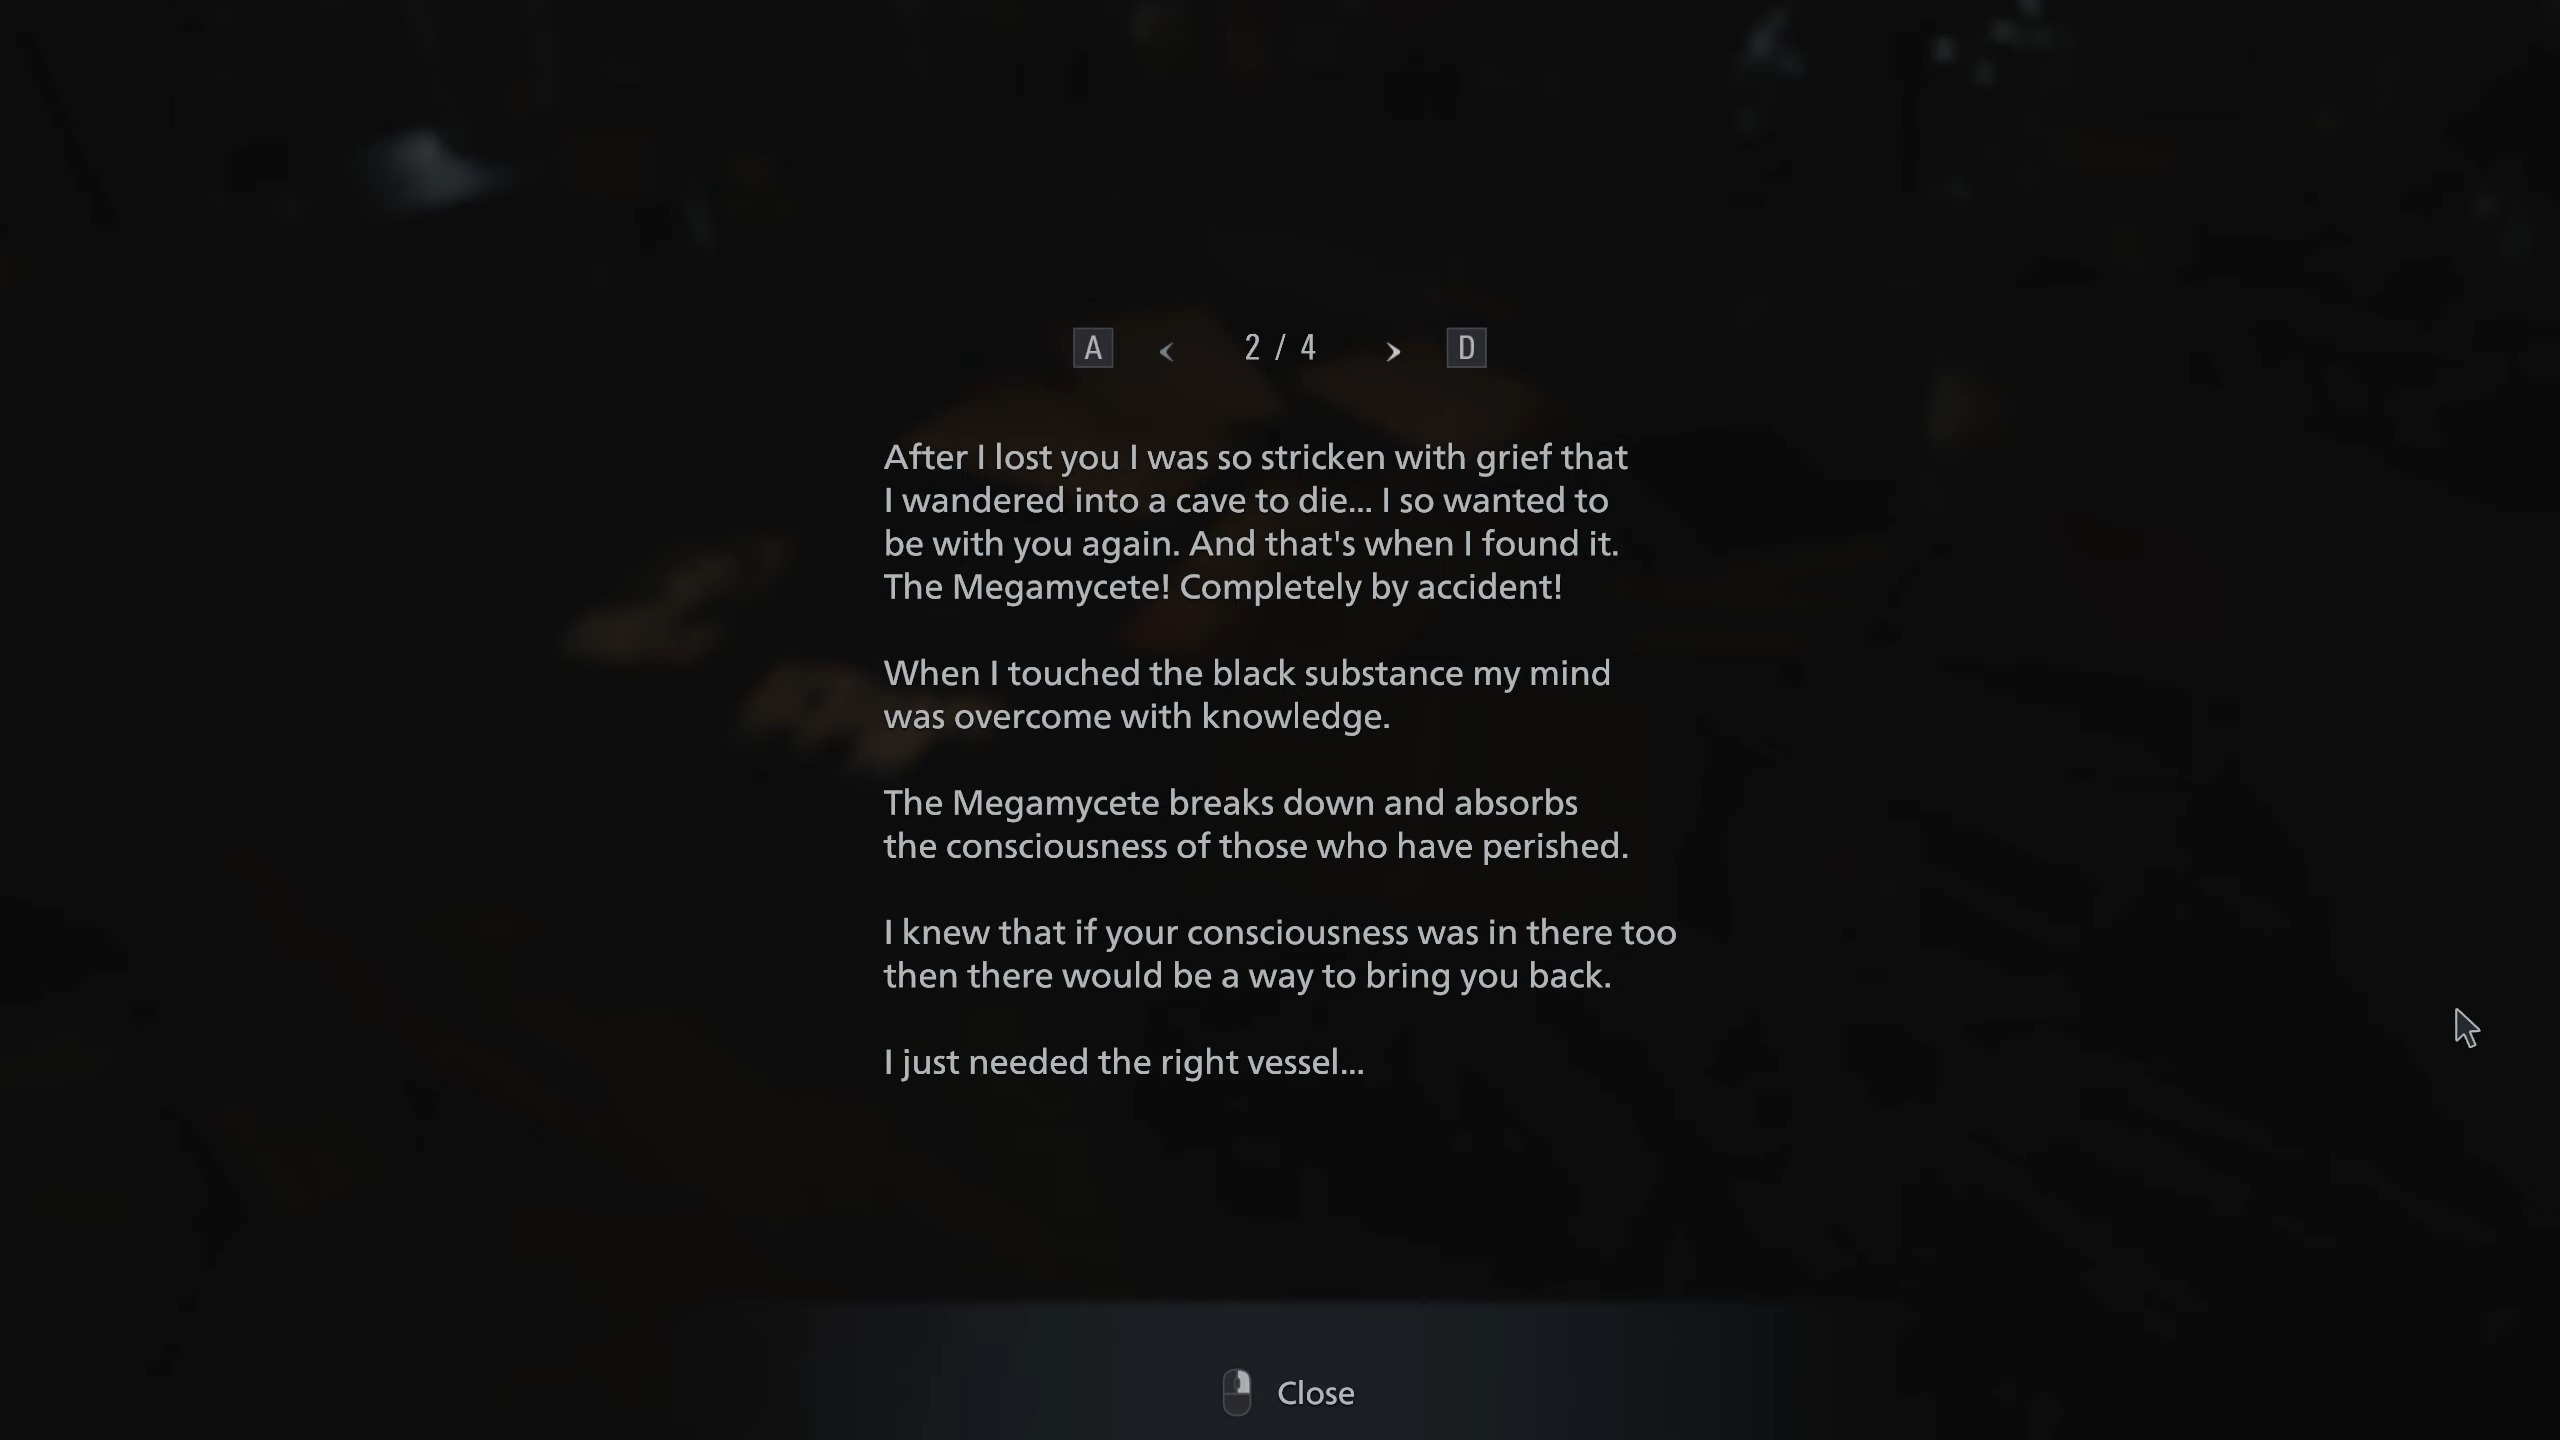 A < 2 / 4 > D
After I lost you I was so stricken with grief that
I wandered into a cave to die... I so wanted to
be with you again. And that's when I found it.
The Megamycete! Completely by accident!
When I touched the black substance my mind
was overcome with knowledge.
The Megamycete breaks down and absorbs
the consciousness of those who have perished.
I knew that if your consciousness was in there too
then there would be a way to bring you back.
I just needed the right vessel...
Close